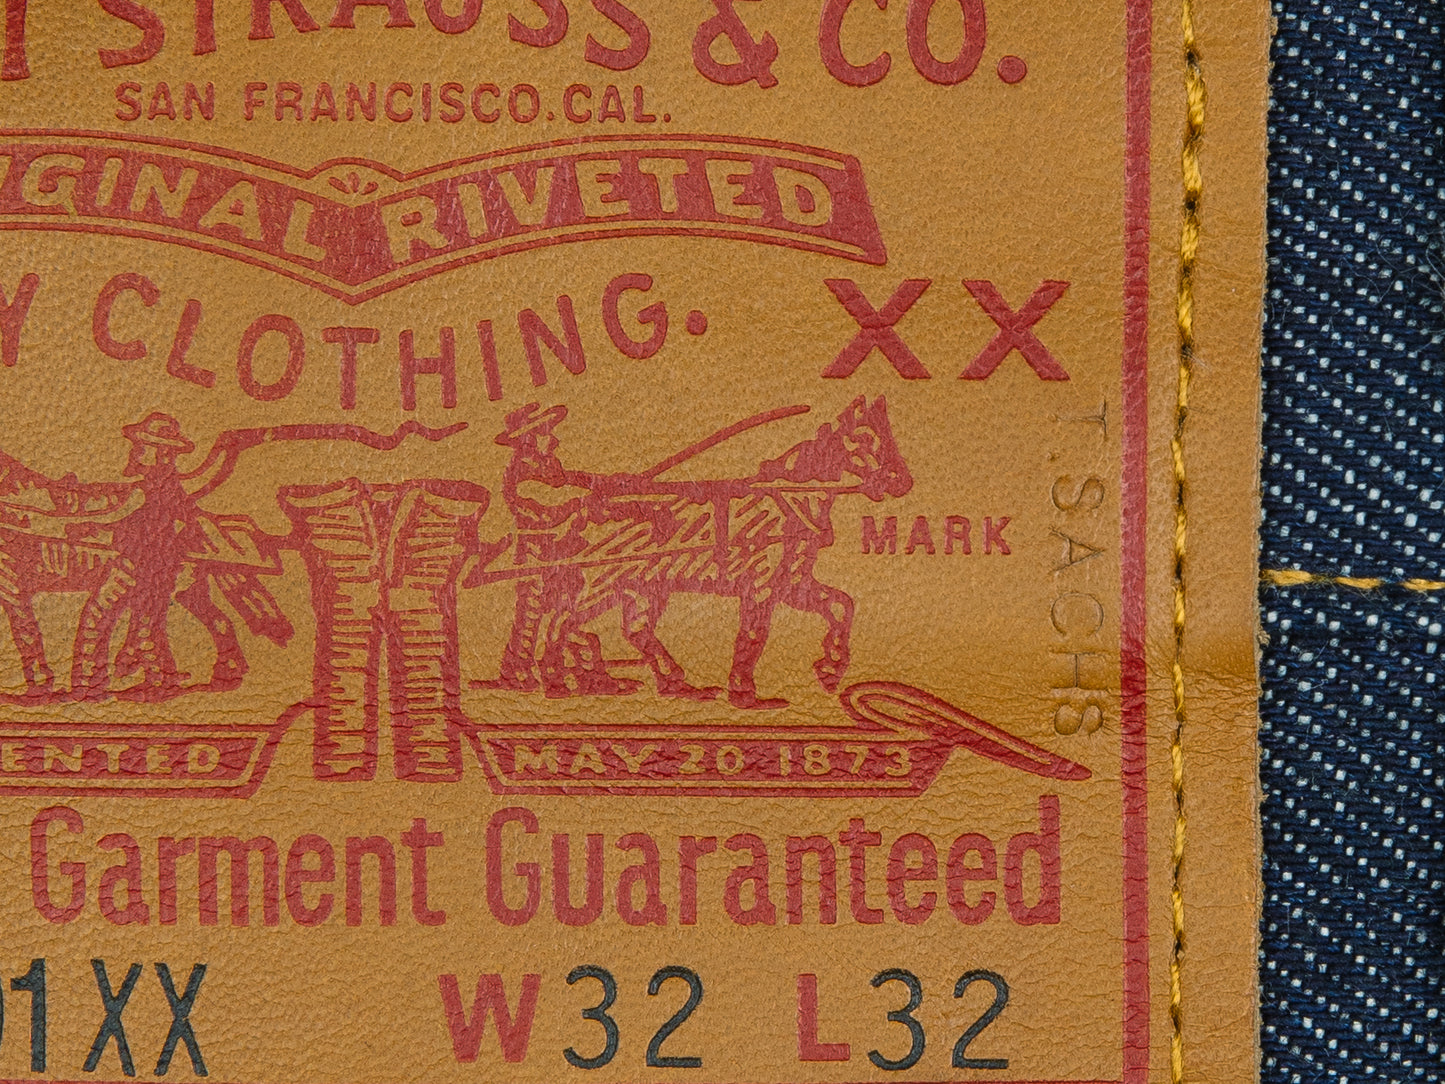 STRAUSS & CO.
SAN FRANCISCO. CAL.
ORIGINAL RIVETED
Y CLOTHING.
XX
MARK
T. SACHS
ENTED
MAY 20 1873
Garment Guaranteed
01XX W32 L32